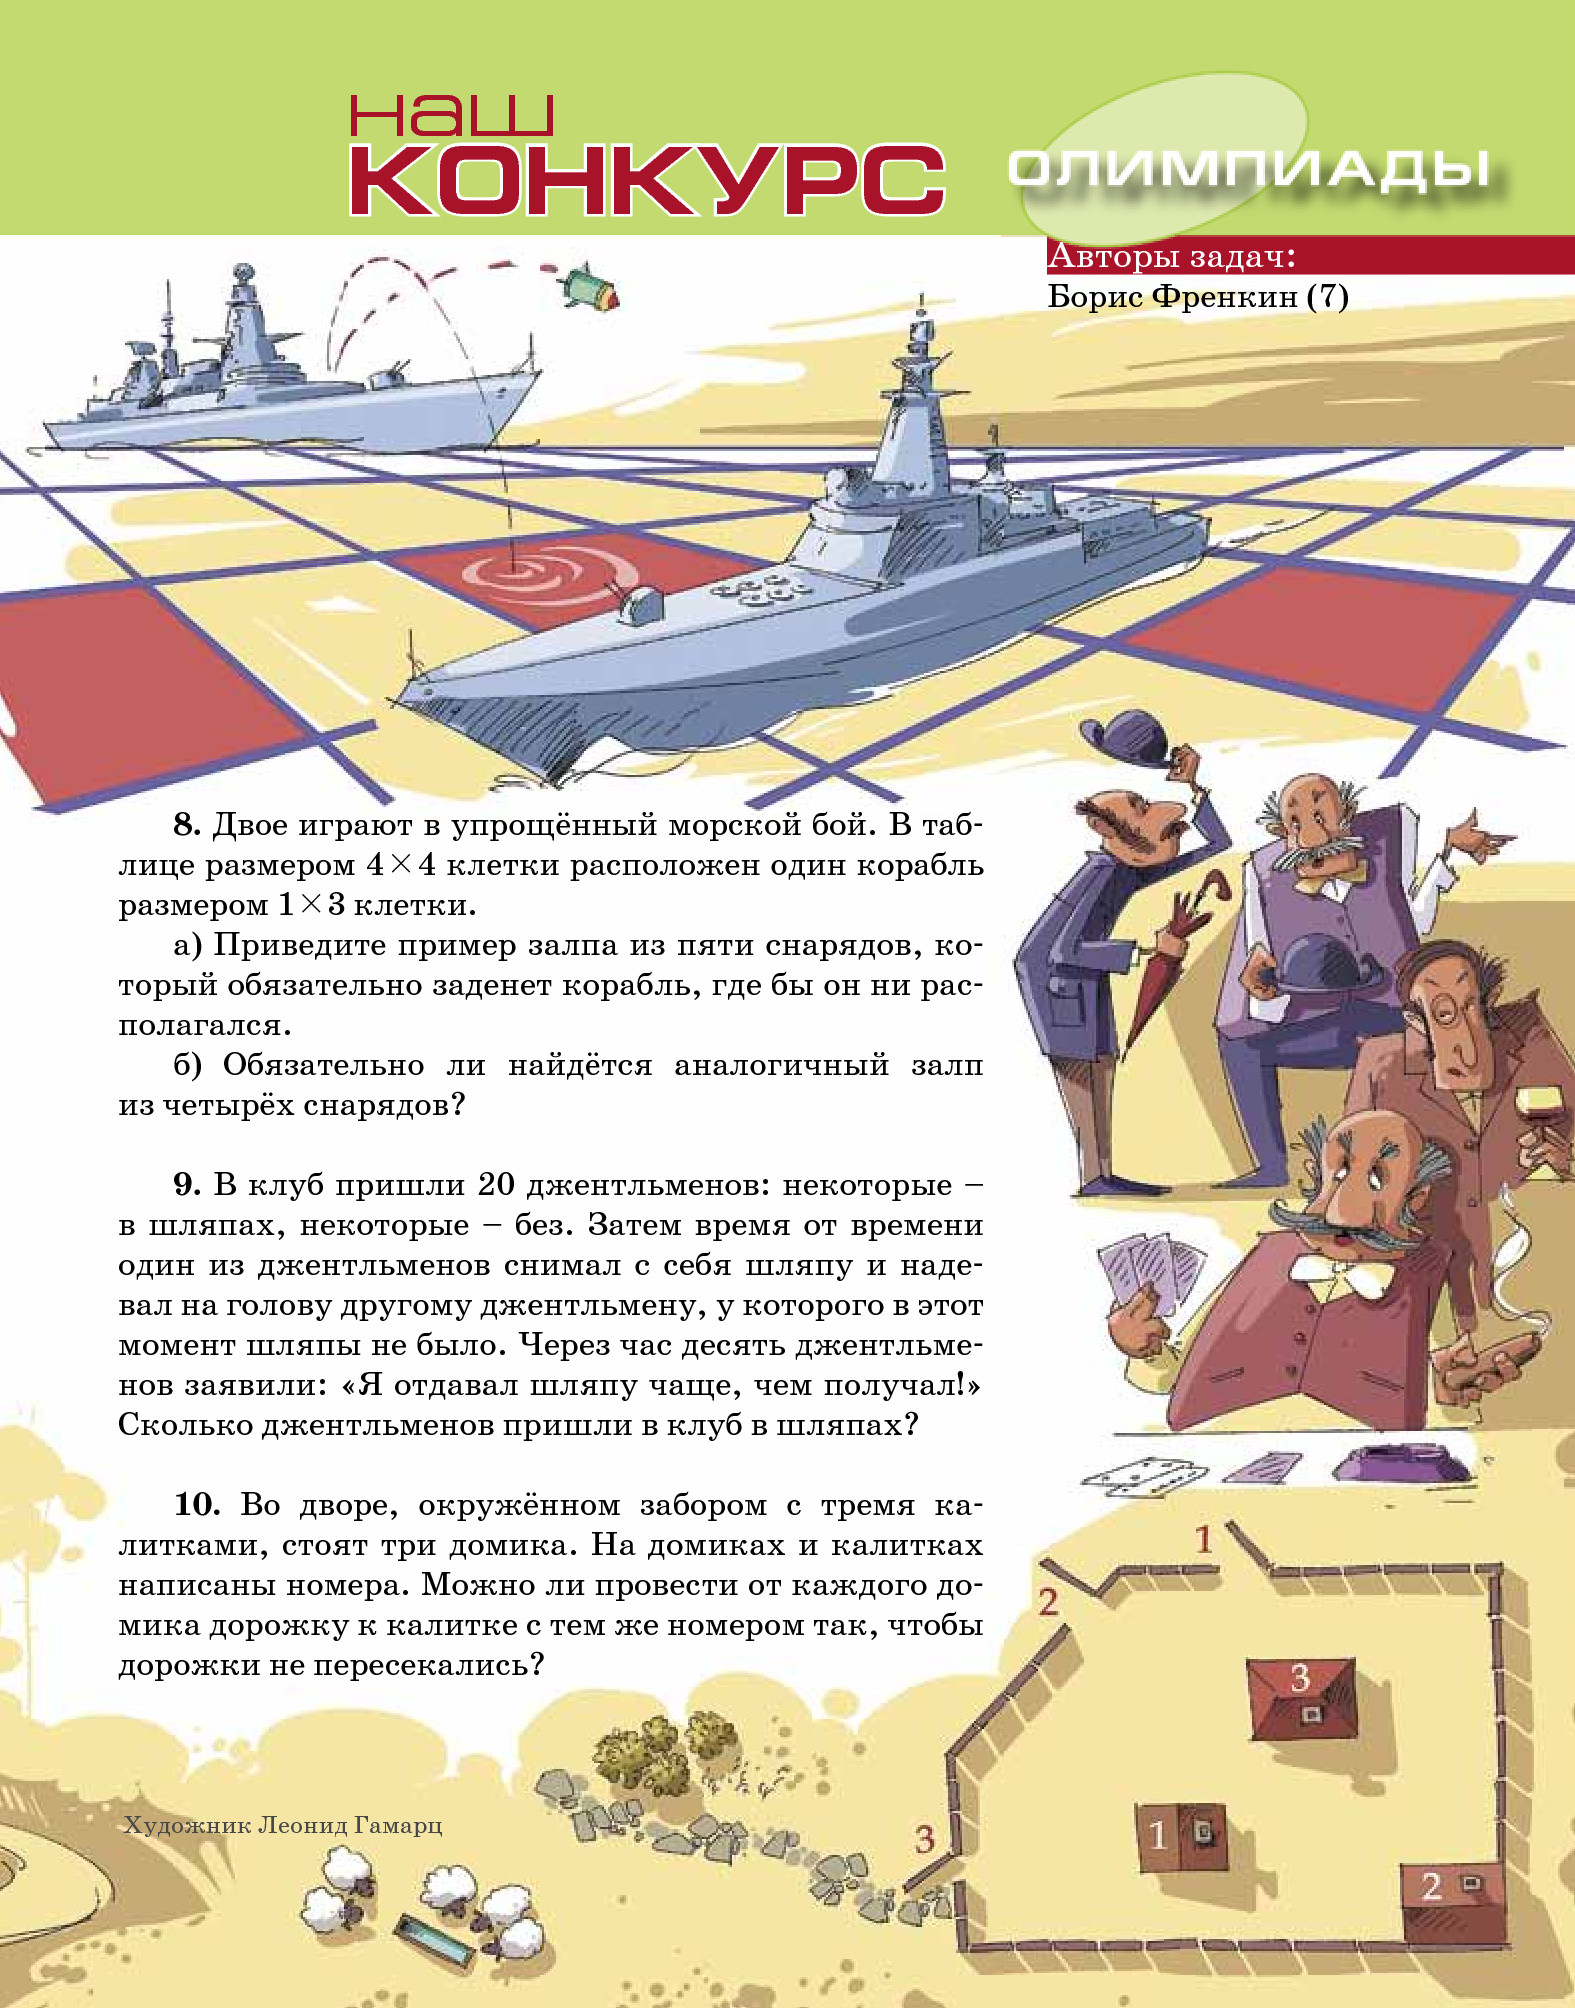 наш
КОНКУРС
ОЛИМПИАДЫ
Авторы задач:
Борис Френкин (7)
8. Двое играют в упрощённый морской бой. В таб-
лице размером 4×4 клетки расположен один корабль
размером 1×3 клетки.
а) Приведите пример залпа из пяти снарядов, ко-
торый обязательно заденет корабль, где бы он ни рас-
полагался.
б) Обязательно ли найдётся аналогичный залп
из четырёх снарядов?
9. В клуб пришли 20 джентльменов: некоторые –
в шляпах, некоторые – без. Затем время от времени
один из джентльменов снимал с себя шляпу и наде-
вал на голову другому джентльмену, у которого в этот
момент шляпы не было. Через час десять джентльме-
нов заявили: «Я отдавал шляпу чаще, чем получал!»
Сколько джентльменов пришли в клуб в шляпах?
10. Во дворе, окружённом забором с тремя ка-
литками, стоят три домика. На домиках и калитках
написаны номера. Можно ли провести от каждого до-
мика дорожку к калитке с тем же номером так, чтобы
дорожки не пересекались?
1
2
3
3
1
2
Художник Леонид Гамарц